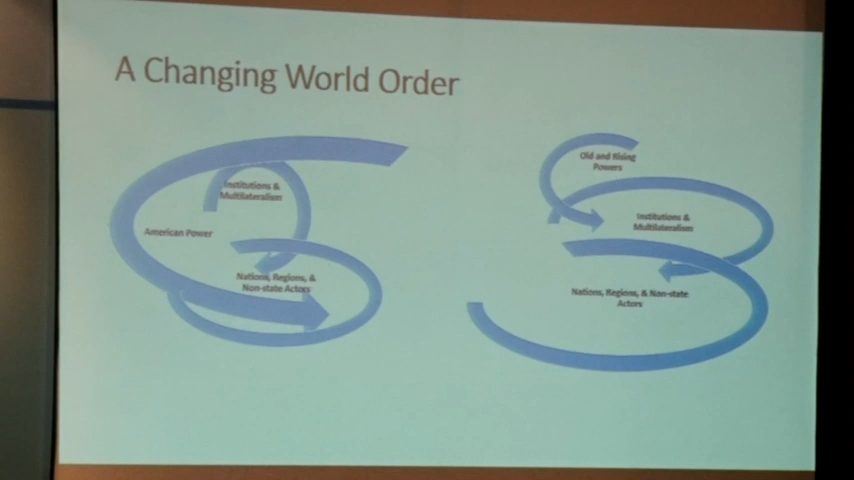 A Changing World Order
Institutions &
Multilateralism
American Power
Nations, Regions, &
Non-state Actors
Old and Rising
Powers
Institutions &
Multilateralism
Nations, Regions, & Non-state
Actors